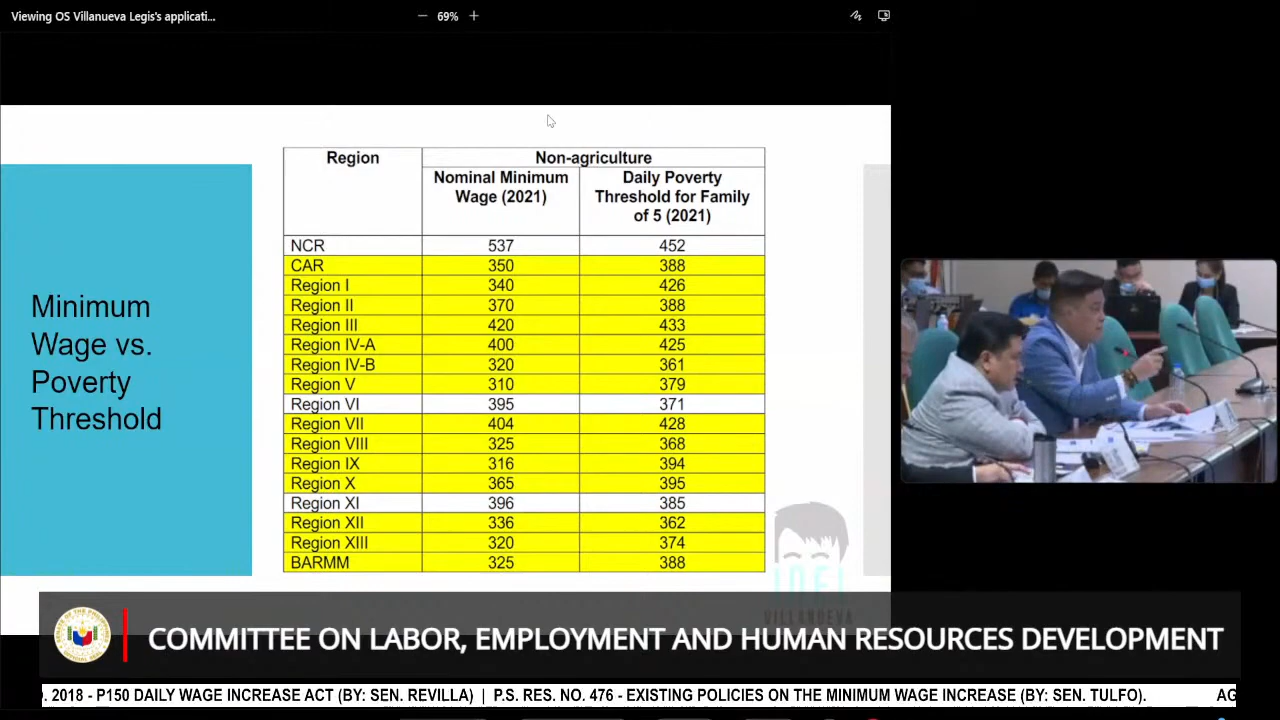 Viewing OS Villanueva Legis's applicati...
69%
Minimum
Wage vs.
Poverty
Threshold
Region
Non-agriculture
Nominal Minimum
Wage (2021)
Daily Poverty
Threshold for Family
of 5 (2021)
NCR 537 452
CAR 350 388
Region I 340 426
Region II 370 388
Region III 420 433
Region IV-A 400 425
Region IV-B 320 361
Region V 310 379
Region VI 395 371
Region VII 404 428
Region VIII 325 368
Region IX 316 394
Region X 365 395
Region XI 396 385
Region XII 336 362
Region XIII 320 374
BARMM 325 388
VILLANUEVA
COMMITTEE ON LABOR, EMPLOYMENT AND HUMAN RESOURCES DEVELOPMENT
. 2018 - P150 DAILY WAGE INCREASE ACT (BY: SEN. REVILLA) | P.S. RES. NO. 476 - EXISTING POLICIES ON THE MINIMUM WAGE INCREASE (BY: SEN. TULFO). AG